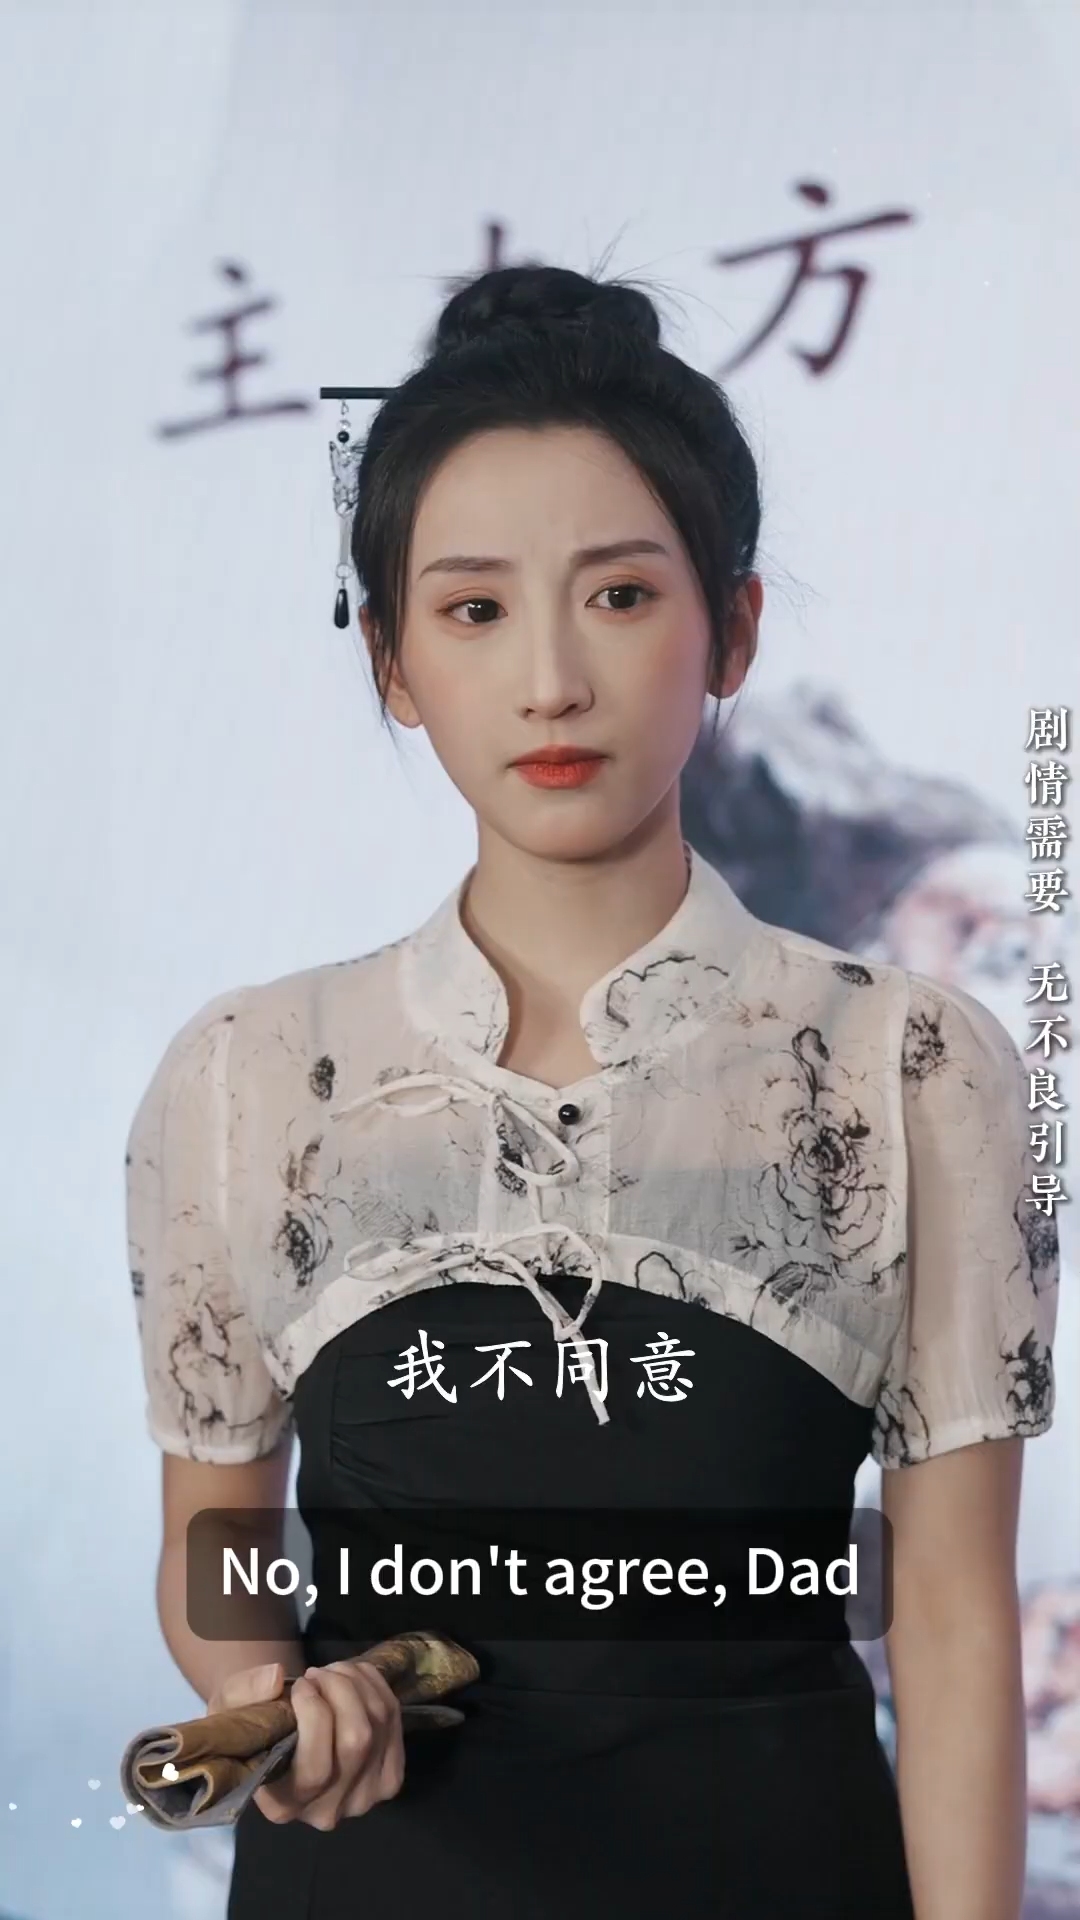 主
方
剧情需要 无不良引导
我不同意
No, I don't agree, Dad